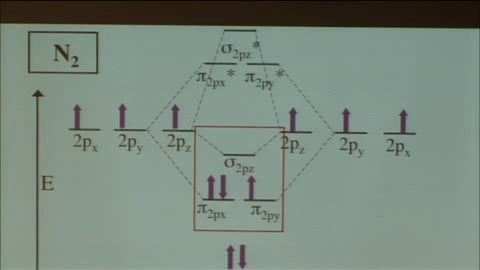 N₂
σ2pz*
π2px* π2py*
2px 2py 2pz 2pz 2py 2px
σ2pz
E
π2px π2py